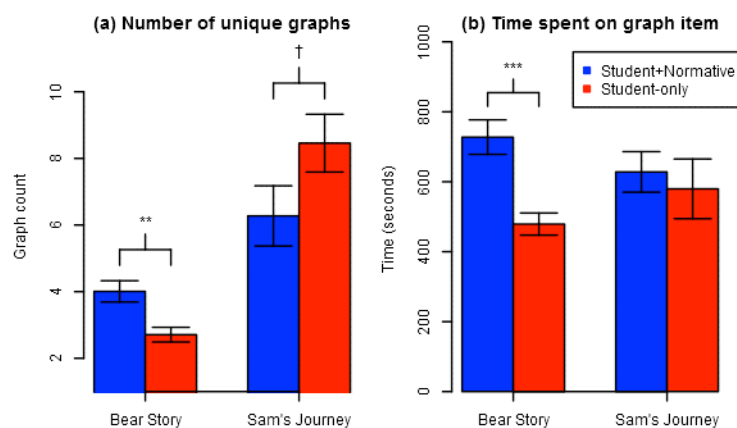 (a) Number of unique graphs
†
**
Graph count
2
4
6
8
10
Bear Story
Sam's Journey
(b) Time spent on graph item
***
Student+Normative
Student-only
Time (seconds)
0
200
400
600
800
1000
Bear Story
Sam's Journey